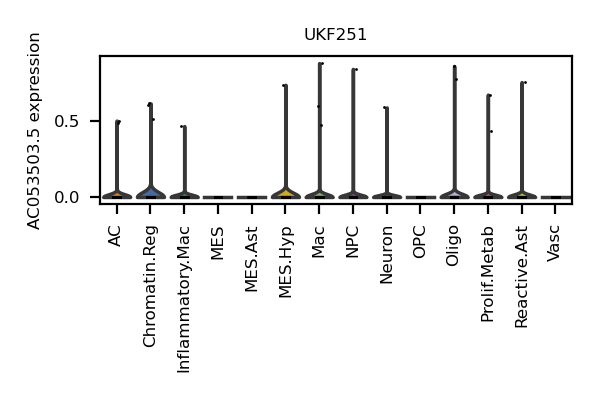 UKF251
AC053503.5 expression
0.5
0.0
AC
Chromatin.Reg
Inflammatory.Mac
MES
MES.Ast
MES.Hyp
Mac
NPC
Neuron
OPC
Oligo
Prolif.Metab
Reactive.Ast
Vasc